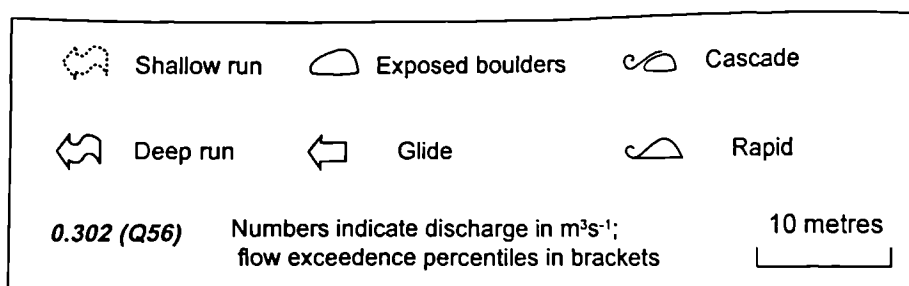 Shallow run Exposed boulders Cascade
Deep run Glide Rapid
0.302 (Q56) Numbers indicate discharge in m³s⁻¹; 10 metres
flow exceedence percentiles in brackets